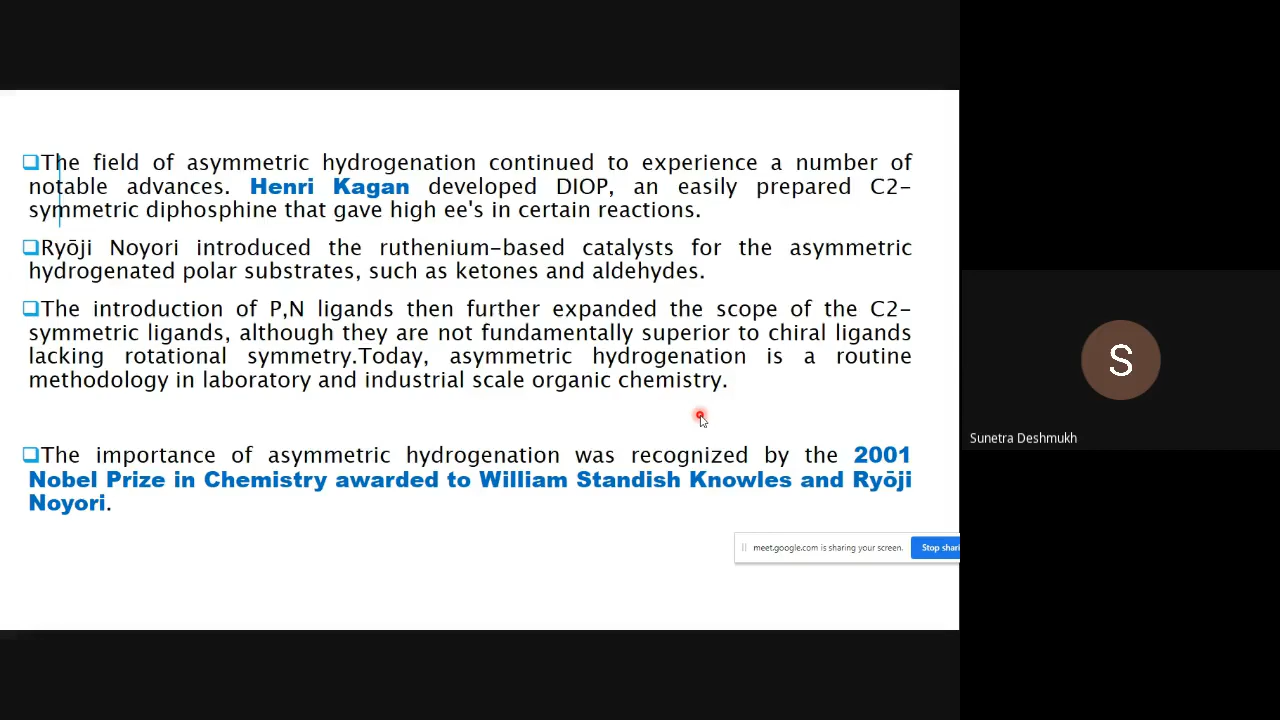 The field of asymmetric hydrogenation continued to experience a number of
notable advances. Henri Kagan developed DIOP, an easily prepared C2-
symmetric diphosphine that gave high ee's in certain reactions.
Ryōji Noyori introduced the ruthenium-based catalysts for the asymmetric
hydrogenated polar substrates, such as ketones and aldehydes.
The introduction of P,N ligands then further expanded the scope of the C2-
symmetric ligands, although they are not fundamentally superior to chiral ligands
lacking rotational symmetry.Today, asymmetric hydrogenation is a routine
methodology in laboratory and industrial scale organic chemistry.
The importance of asymmetric hydrogenation was recognized by the 2001
Nobel Prize in Chemistry awarded to William Standish Knowles and Ryōji
Noyori.
meet.google.com is sharing your screen.
Stop shari
S
Sunetra Deshmukh